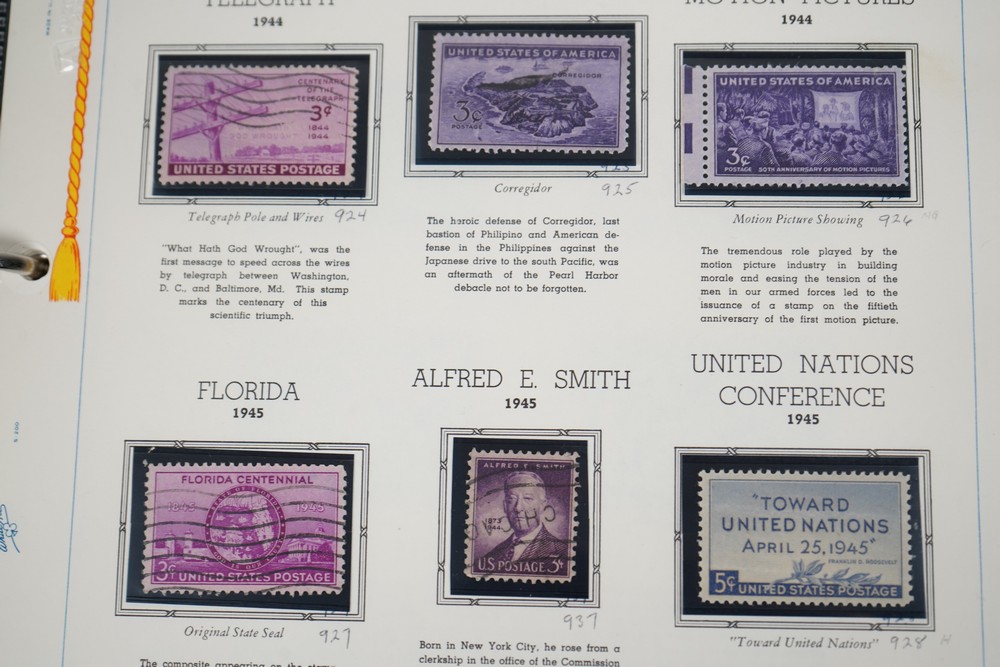 TELEGRAPH
1944
MOTION PICTURES
1944
CENTENARY
OF THE
TELEGRAPH
3¢
1844
1944
UNITED STATES POSTAGE
UNITED STATES OF AMERICA
CORREGIDOR
3¢
POSTAGE
UNITED STATES OF AMERICA
3¢
POSTAGE 50TH ANNIVERSARY OF MOTION PICTURES
Telegraph Pole and Wires 924
Corregidor 925
Motion Picture Showing 926
"What Hath God Wrought", was the
first message to speed across the wires
by telegraph between Washington,
D. C., and Baltimore, Md. This stamp
marks the centenary of this
scientific triumph.
The heroic defense of Corregidor, last
bastion of Philipino and American de-
fense in the Philippines against the
Japanese drive to the south Pacific, was
an aftermath of the Pearl Harbor
debacle not to be forgotten.
The tremendous role played by the
motion picture industry in building
morale and easing the tension of the
men in our armed forces led to the
issuance of a stamp on the fiftieth
anniversary of the first motion picture.
FLORIDA
1945
ALFRED E. SMITH
1945
UNITED NATIONS
CONFERENCE
1945
FLORIDA CENTENNIAL
1845 1945
3¢ UNITED STATES POSTAGE
ALFRED E. SMITH
1873
1944
U.S. POSTAGE 3¢
"TOWARD
UNITED NATIONS
APRIL 25, 1945"
FRANKLIN D. ROOSEVELT
5¢ UNITED STATES POSTAGE
Original State Seal 927
937
"Toward United Nations" 928
The composite appearing on the stamp
Born in New York City, he rose from a
clerkship in the office of the Commission